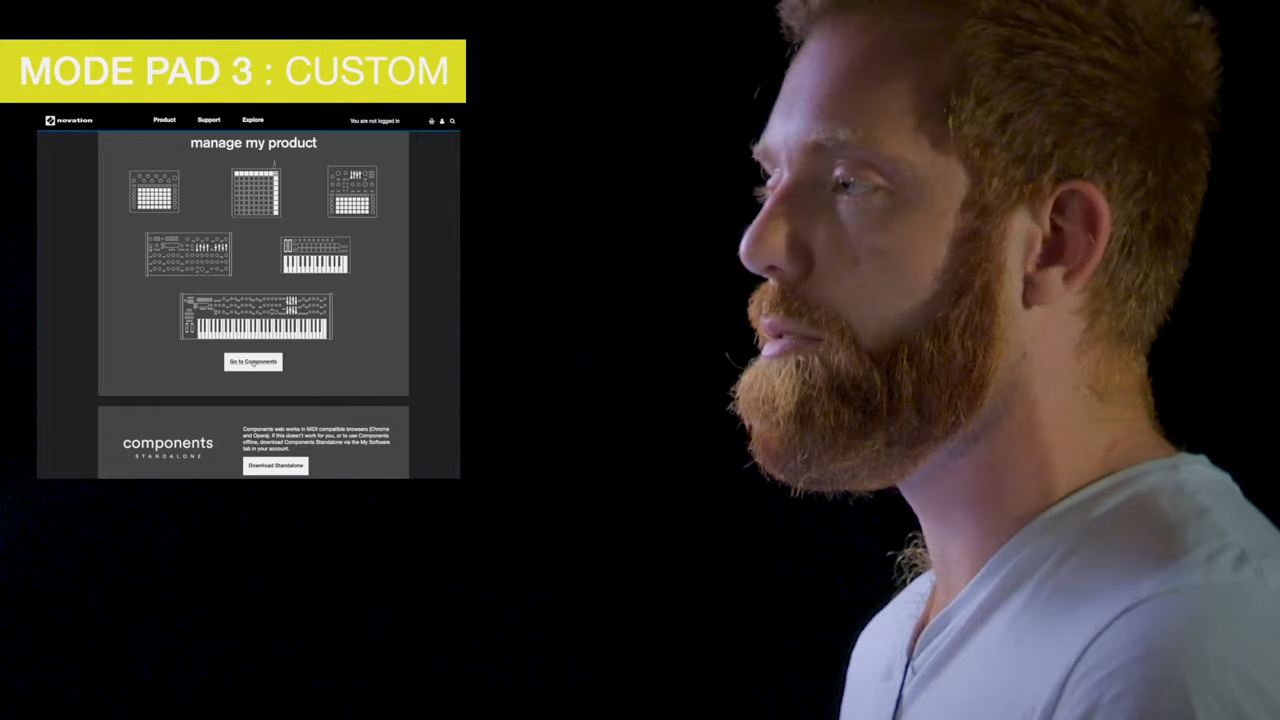 MODE PAD 3 : CUSTOM
novation
Product
Support
Explore
You are not logged in
manage my product
Go to Components
components
STANDALONE
Components web works in MIDI compatible browsers (Chrome
and Opera). If this doesn't work for you, or to use Components
offline, download Components Standalone via the My Software
tab in your account.
Download Standalone